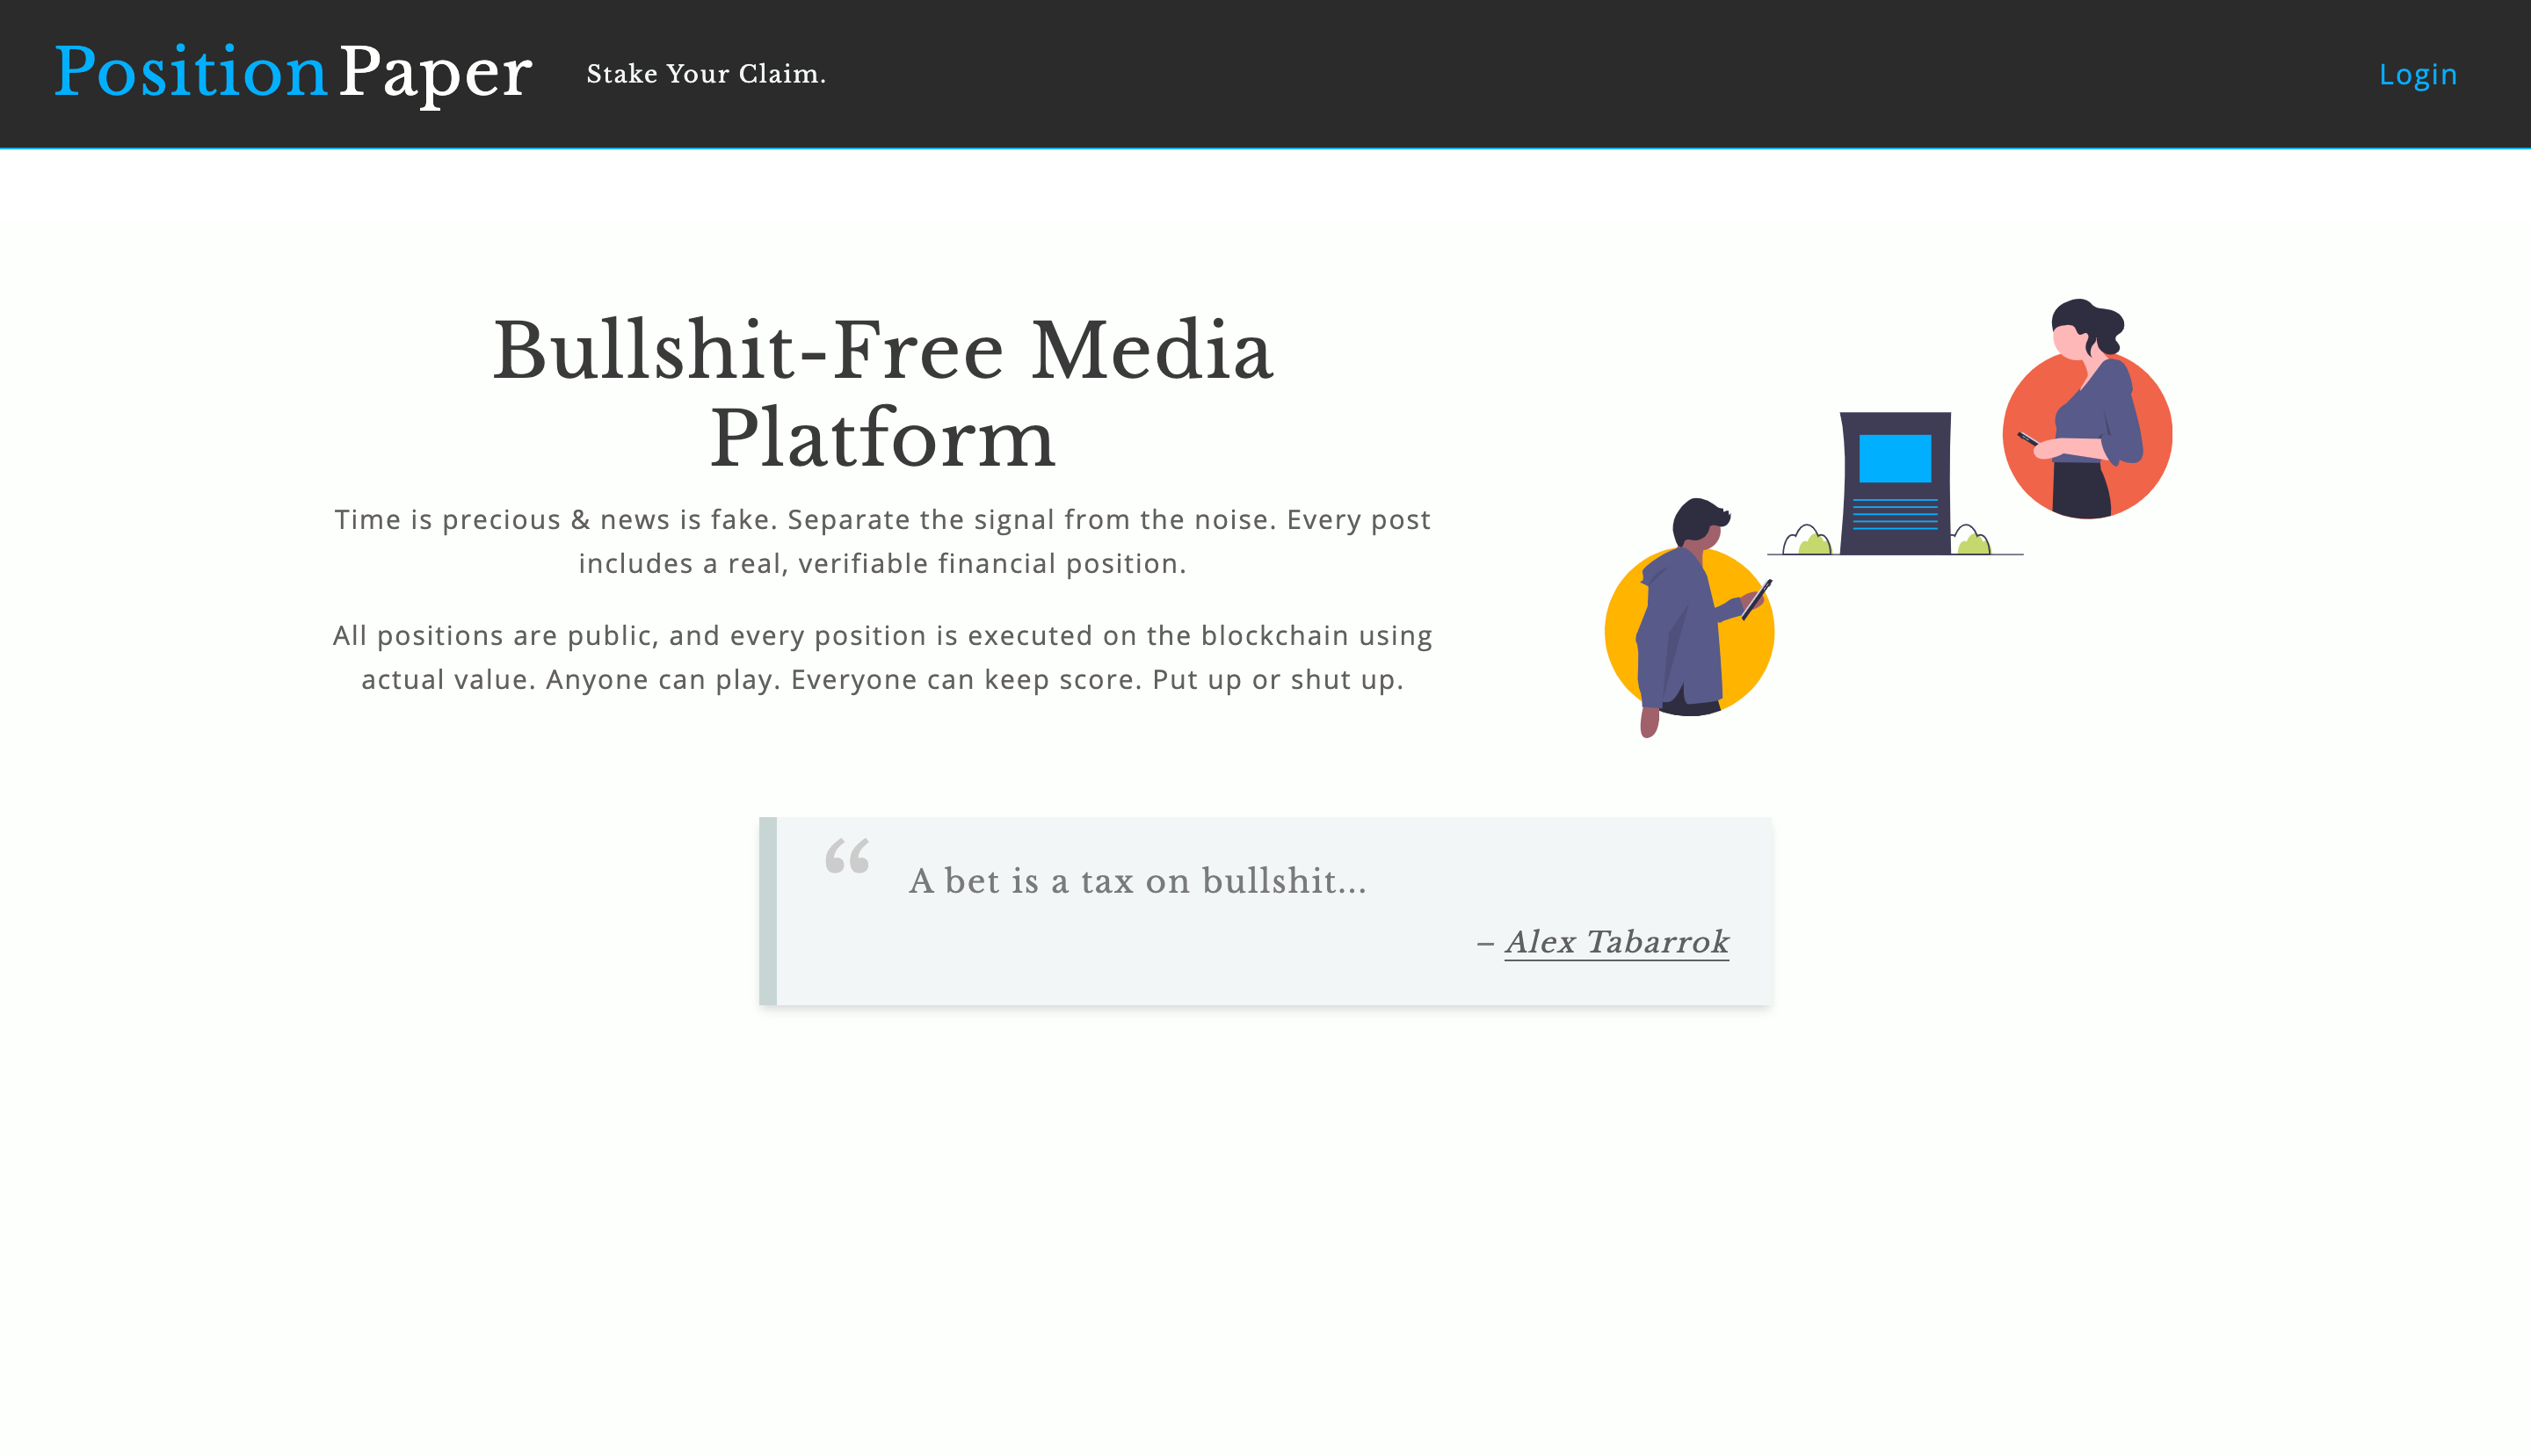 PositionPaper
Stake Your Claim.
Login
Bullshit-Free Media
Platform
Time is precious & news is fake. Separate the signal from the noise. Every post
includes a real, verifiable financial position.
All positions are public, and every position is executed on the blockchain using
actual value. Anyone can play. Everyone can keep score. Put up or shut up.
“
A bet is a tax on bullshit...
– Alex Tabarrok